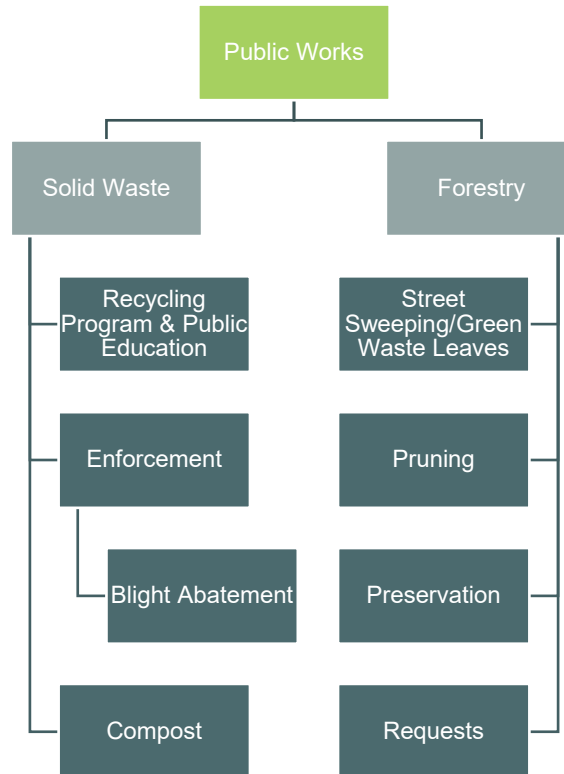 Public Works
Solid Waste
Forestry
Recycling
Program & Public
Education
Street
Sweeping/Green
Waste Leaves
Enforcement
Pruning
Blight Abatement
Preservation
Compost
Requests